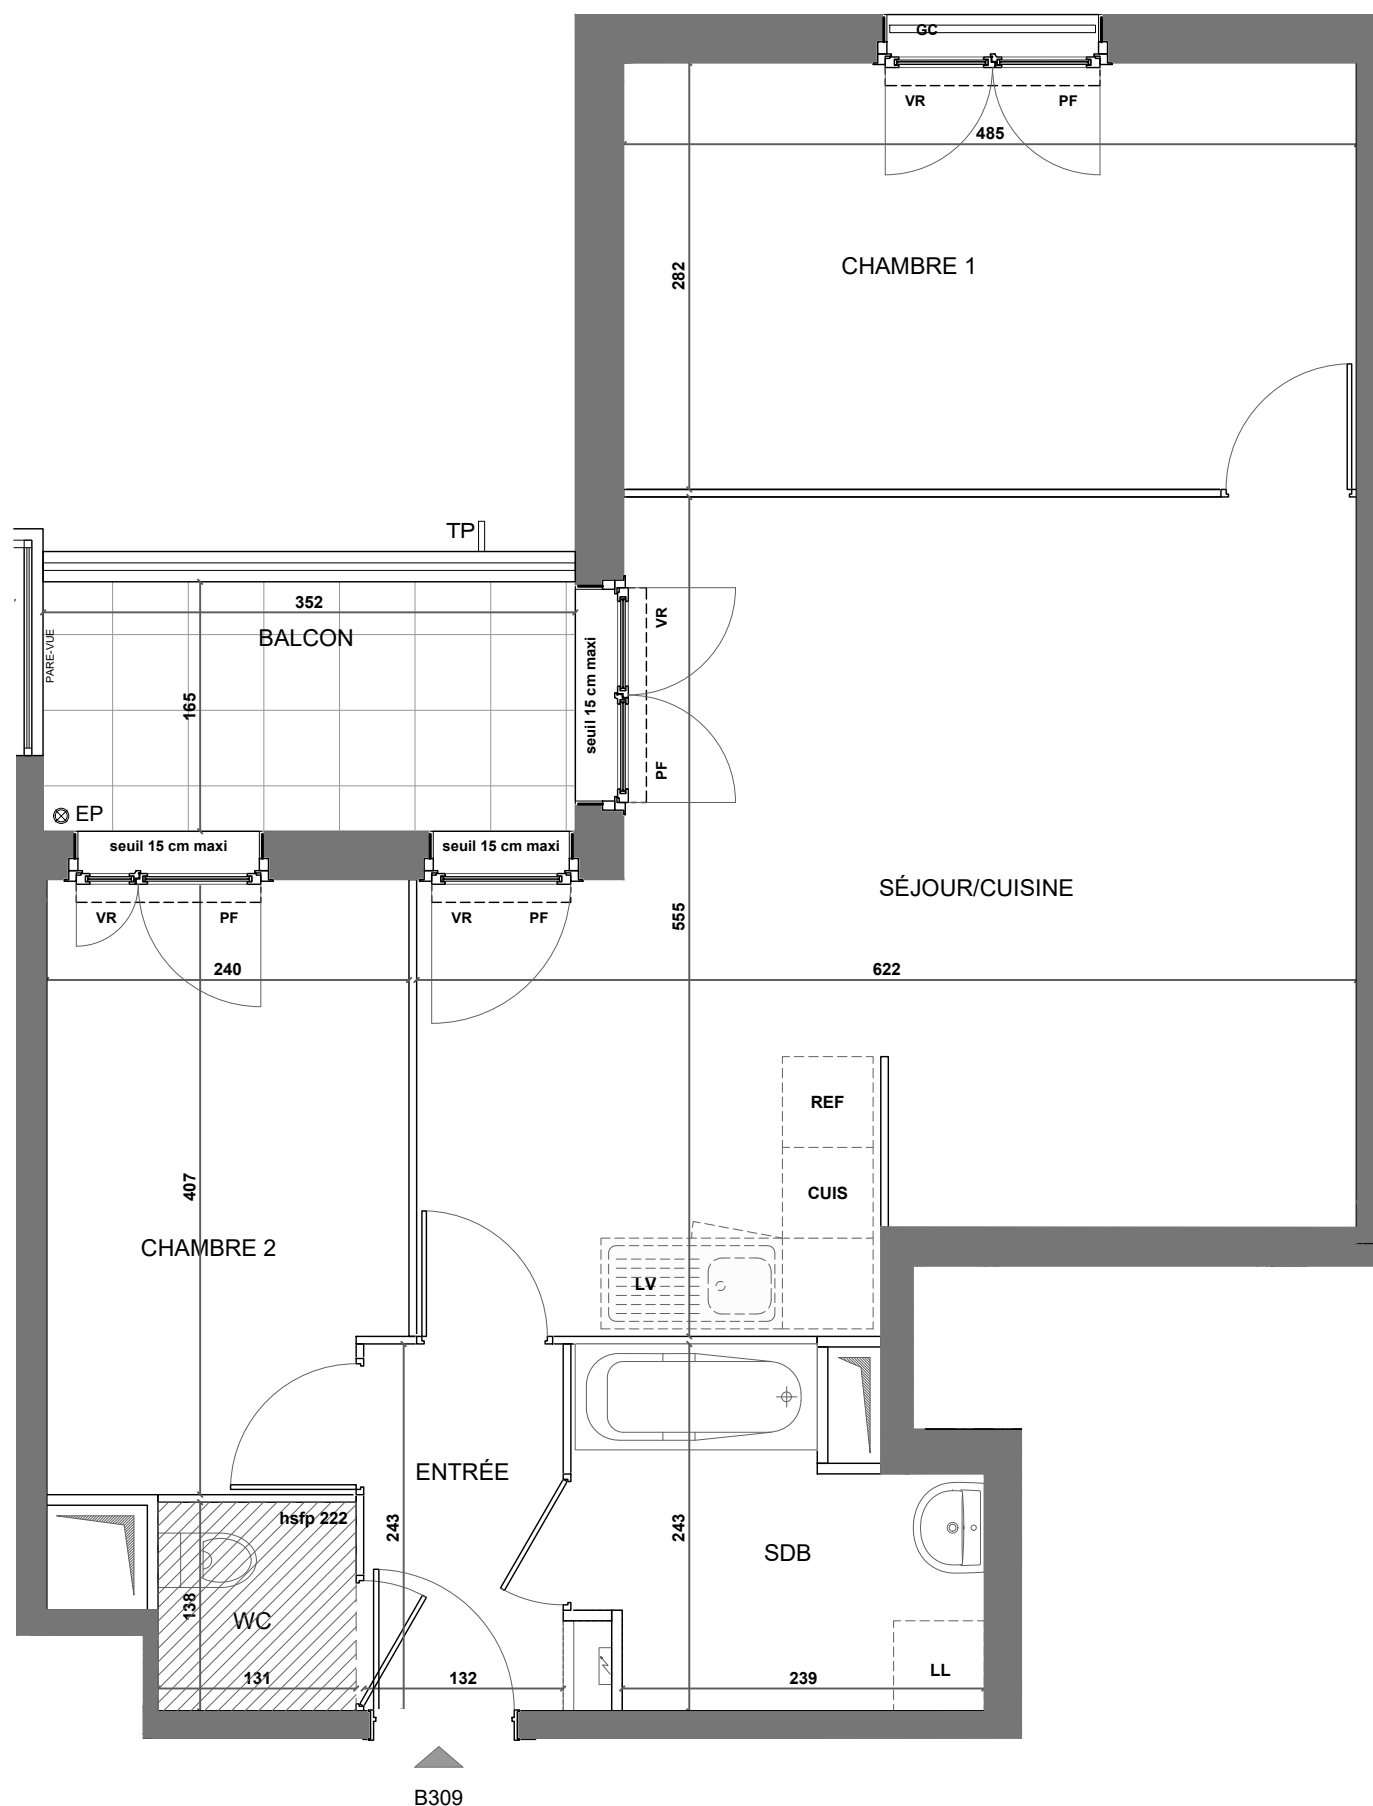 GC
VR PF
485
282
CHAMBRE 1
TP
352
BALCON
PARE-VUE
165
VR
seuil 15 cm maxi
PF
EP
seuil 15 cm maxi
seuil 15 cm maxi
SÉJOUR/CUISINE
VR PF
VR PF
555
240
622
REF
407
CUIS
CHAMBRE 2
LV
ENTRÉE
hsfp 222
243
243
SDB
138
WC
131
132
239
LL
B309